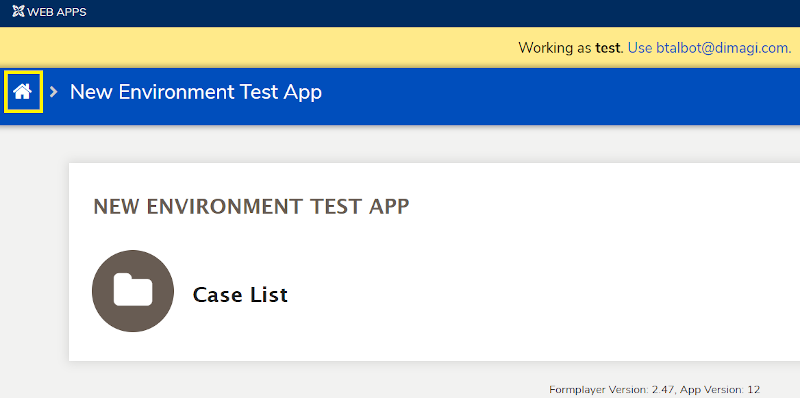 WEB APPS
Working as test. Use btalbot@dimagi.com.
New Environment Test App
NEW ENVIRONMENT TEST APP
Case List
Formplayer Version: 2.47, App Version: 12